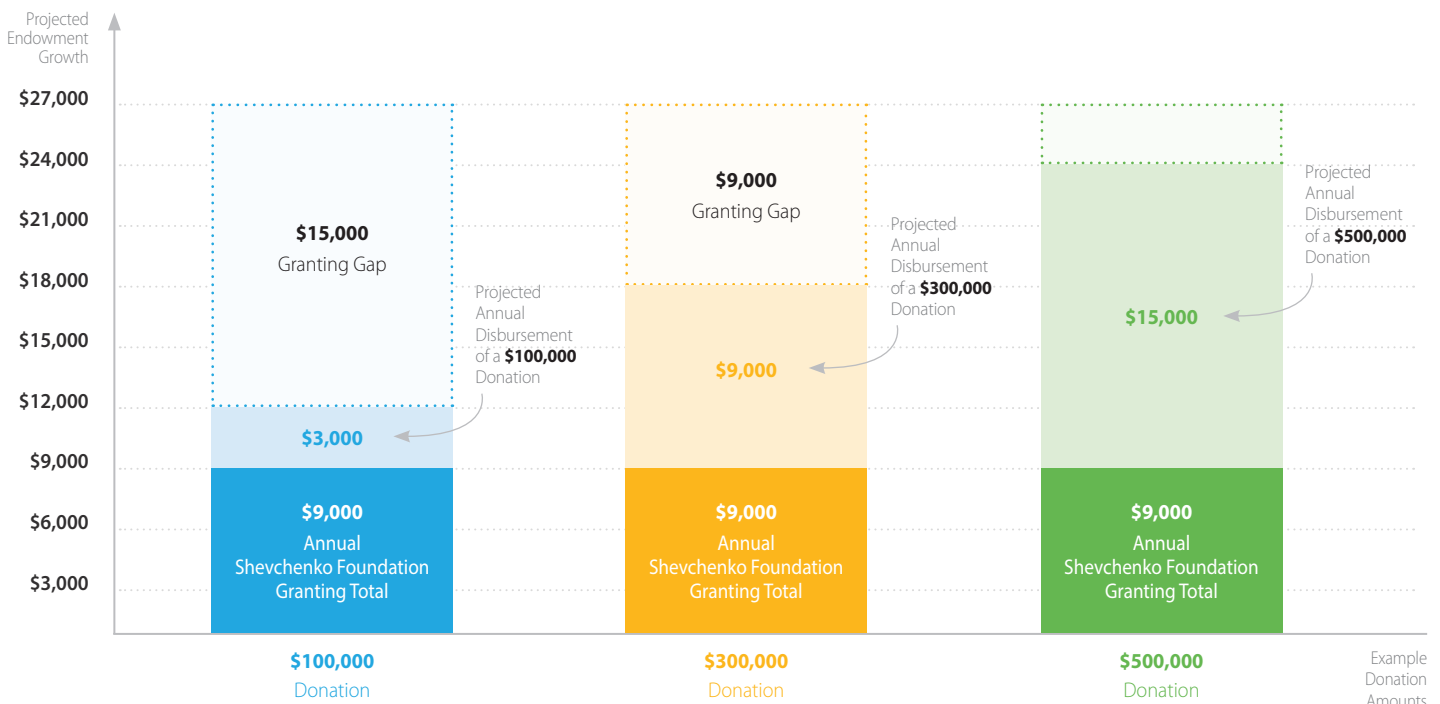 Projected
Endowment
Growth
$27,000
$24,000
$21,000
$18,000
$15,000
$12,000
$9,000
$6,000
$3,000
$15,000
Granting Gap
Projected
Annual
Disbursement
of a $100,000
Donation
$3,000
$9,000
Annual
Shevchenko Foundation
Granting Total
$9,000
Granting Gap
Projected
Annual
Disbursement
of a $300,000
Donation
$9,000
$9,000
Annual
Shevchenko Foundation
Granting Total
Projected
Annual
Disbursement
of a $500,000
Donation
$15,000
$9,000
Annual
Shevchenko Foundation
Granting Total
$100,000
Donation
$300,000
Donation
$500,000
Donation
Example
Donation
Amounts